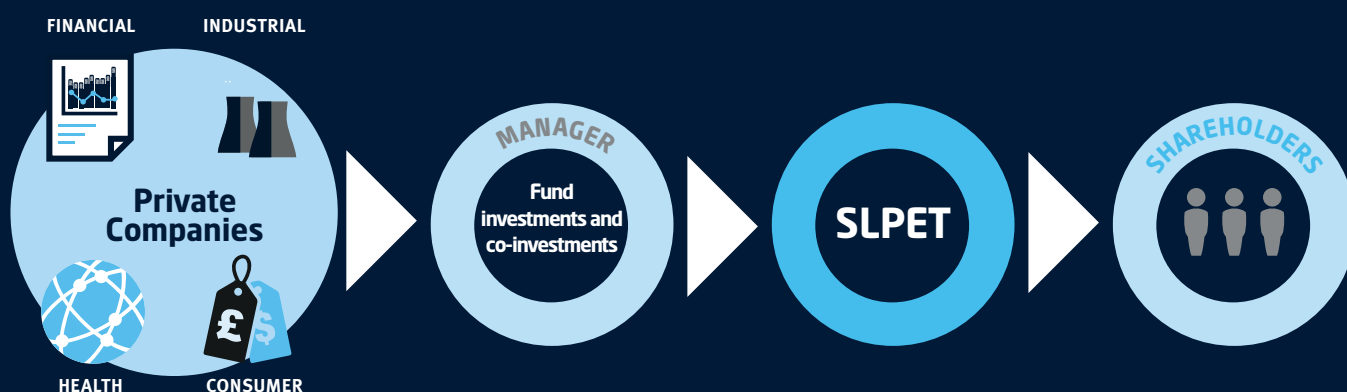 FINANCIAL
INDUSTRIAL
Private
Companies
£
$
HEALTH
CONSUMER
MANAGER
Fund
investments and
co-investments
SLPET
SHAREHOLDERS